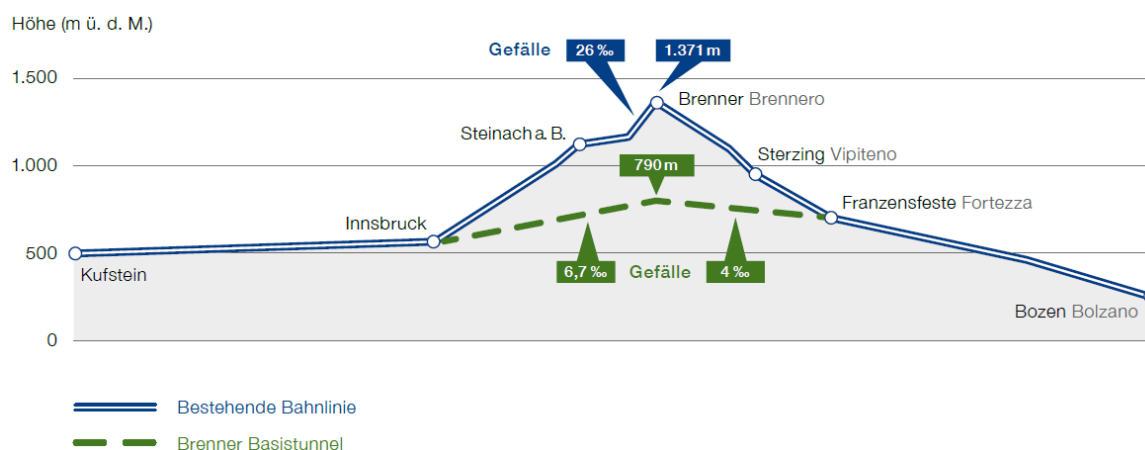 Höhe (m ü. d. M.)
Gefälle 26 ‰ 1.371 m
1.500
Brenner Brennero
Steinach a. B.
Sterzing Vipiteno
1.000
790 m
Franzensfeste Fortezza
Innsbruck
500
Kufstein
6,7 ‰ Gefälle 4 ‰
Bozen Bolzano
0
Bestehende Bahnlinie
Brenner Basistunnel